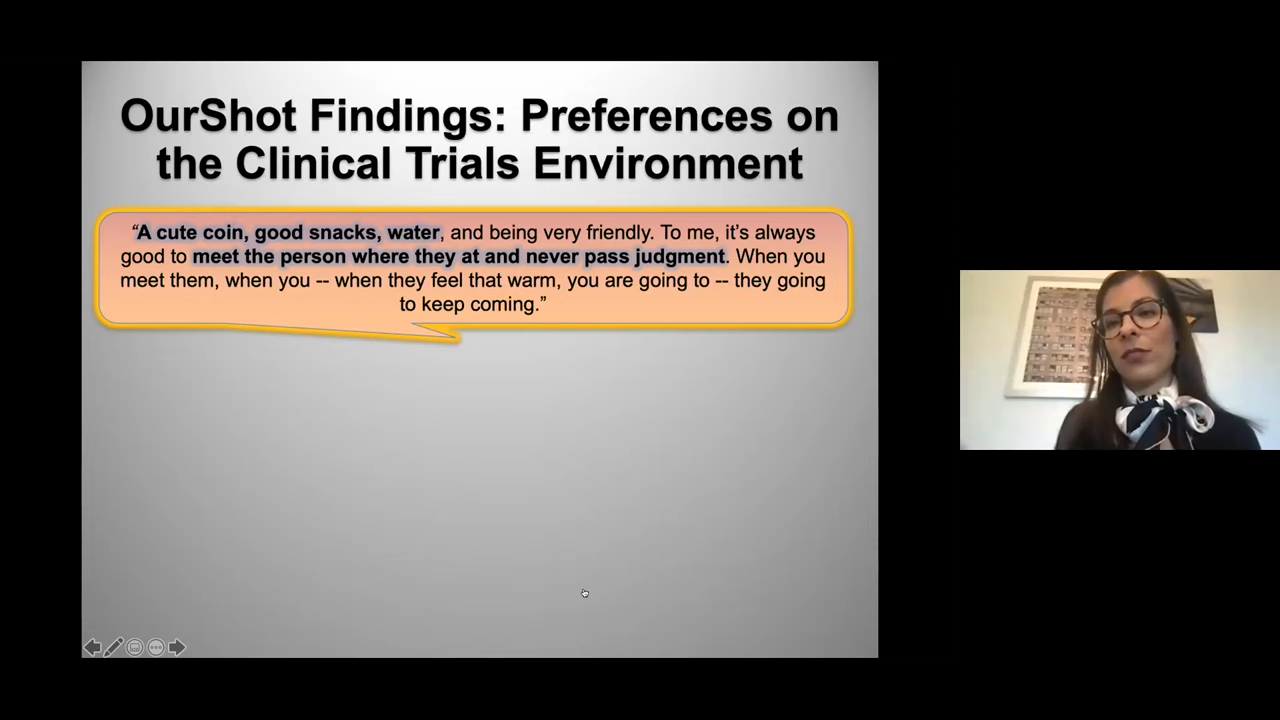 OurShot Findings: Preferences on
the Clinical Trials Environment
“A cute coin, good snacks, water, and being very friendly. To me, it’s always
good to meet the person where they at and never pass judgment. When you
meet them, when you -- when they feel that warm, you are going to -- they going
to keep coming.”